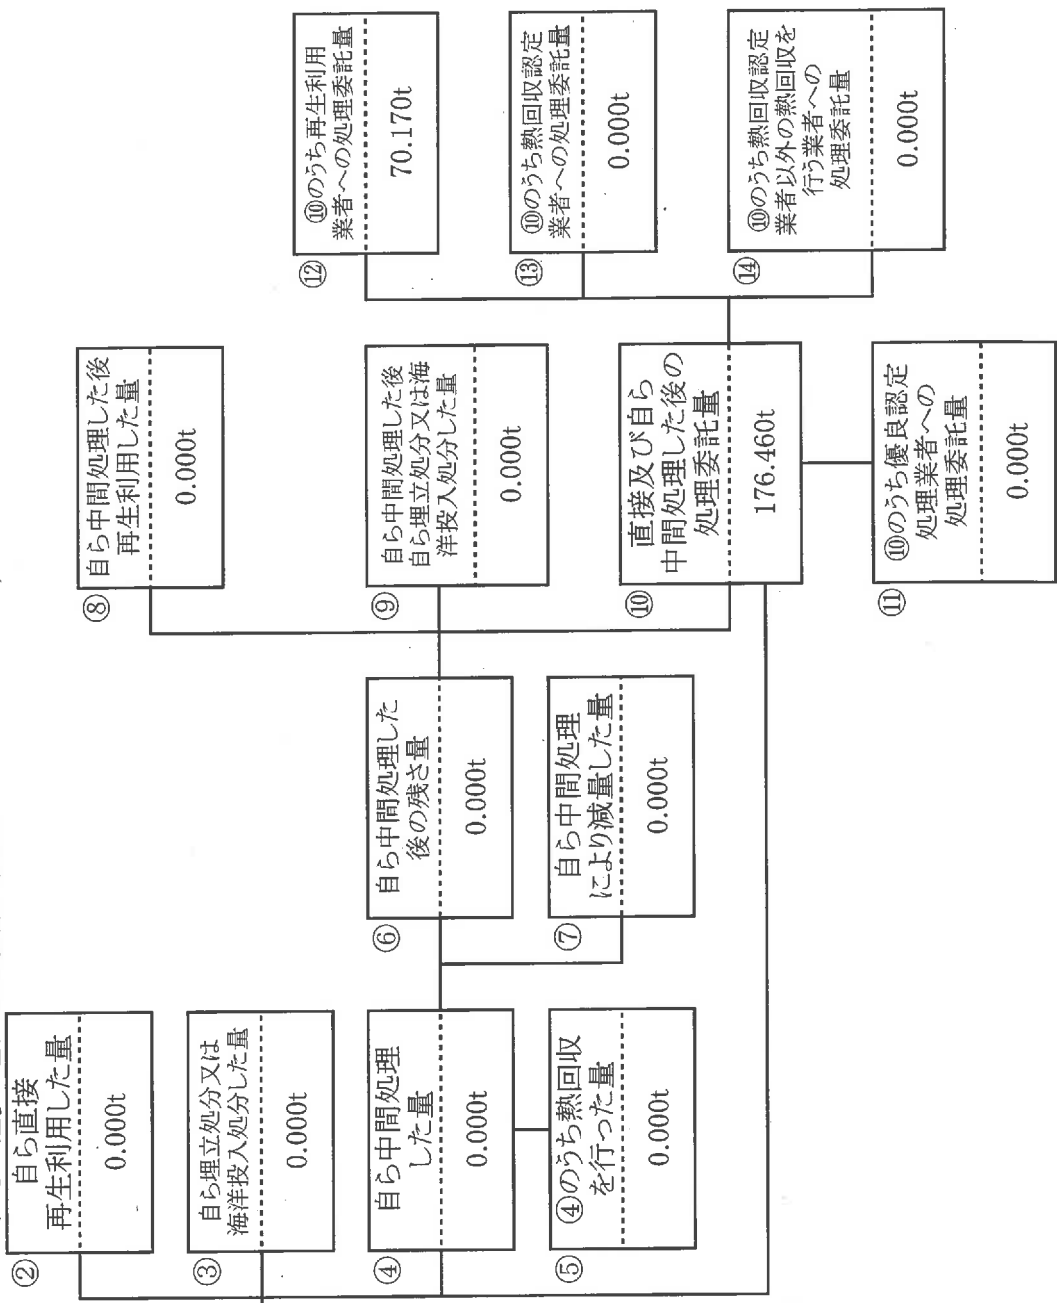 ②
自ら直接
再生利用した量
0.000t
③
自ら埋立処分又は
海洋投入処分した量
0.000t
④
自ら中間処理
した量
0.000t
⑤
④のうち熱回収
を行った量
0.000t
⑥
自ら中間処理した
後の残さ量
0.000t
⑦
自ら中間処理
により減量した量
0.000t
⑧
自ら中間処理した後
再生利用した量
0.000t
⑨
自ら中間処理した後
自ら埋立処分又は海
洋投入処分した量
0.000t
⑩
直接及び自ら
中間処理した後の
処理委託量
176.460t
⑪
⑩のうち優良認定
処理業者への
処理委託量
0.000t
⑫
⑩のうち再生利用
業者への処理委託量
70.170t
⑬
⑩のうち熱回収認定
業者への処理委託量
0.000t
⑭
⑩のうち熱回収認定
業者以外の熱回収を
行う業者への
処理委託量
0.000t